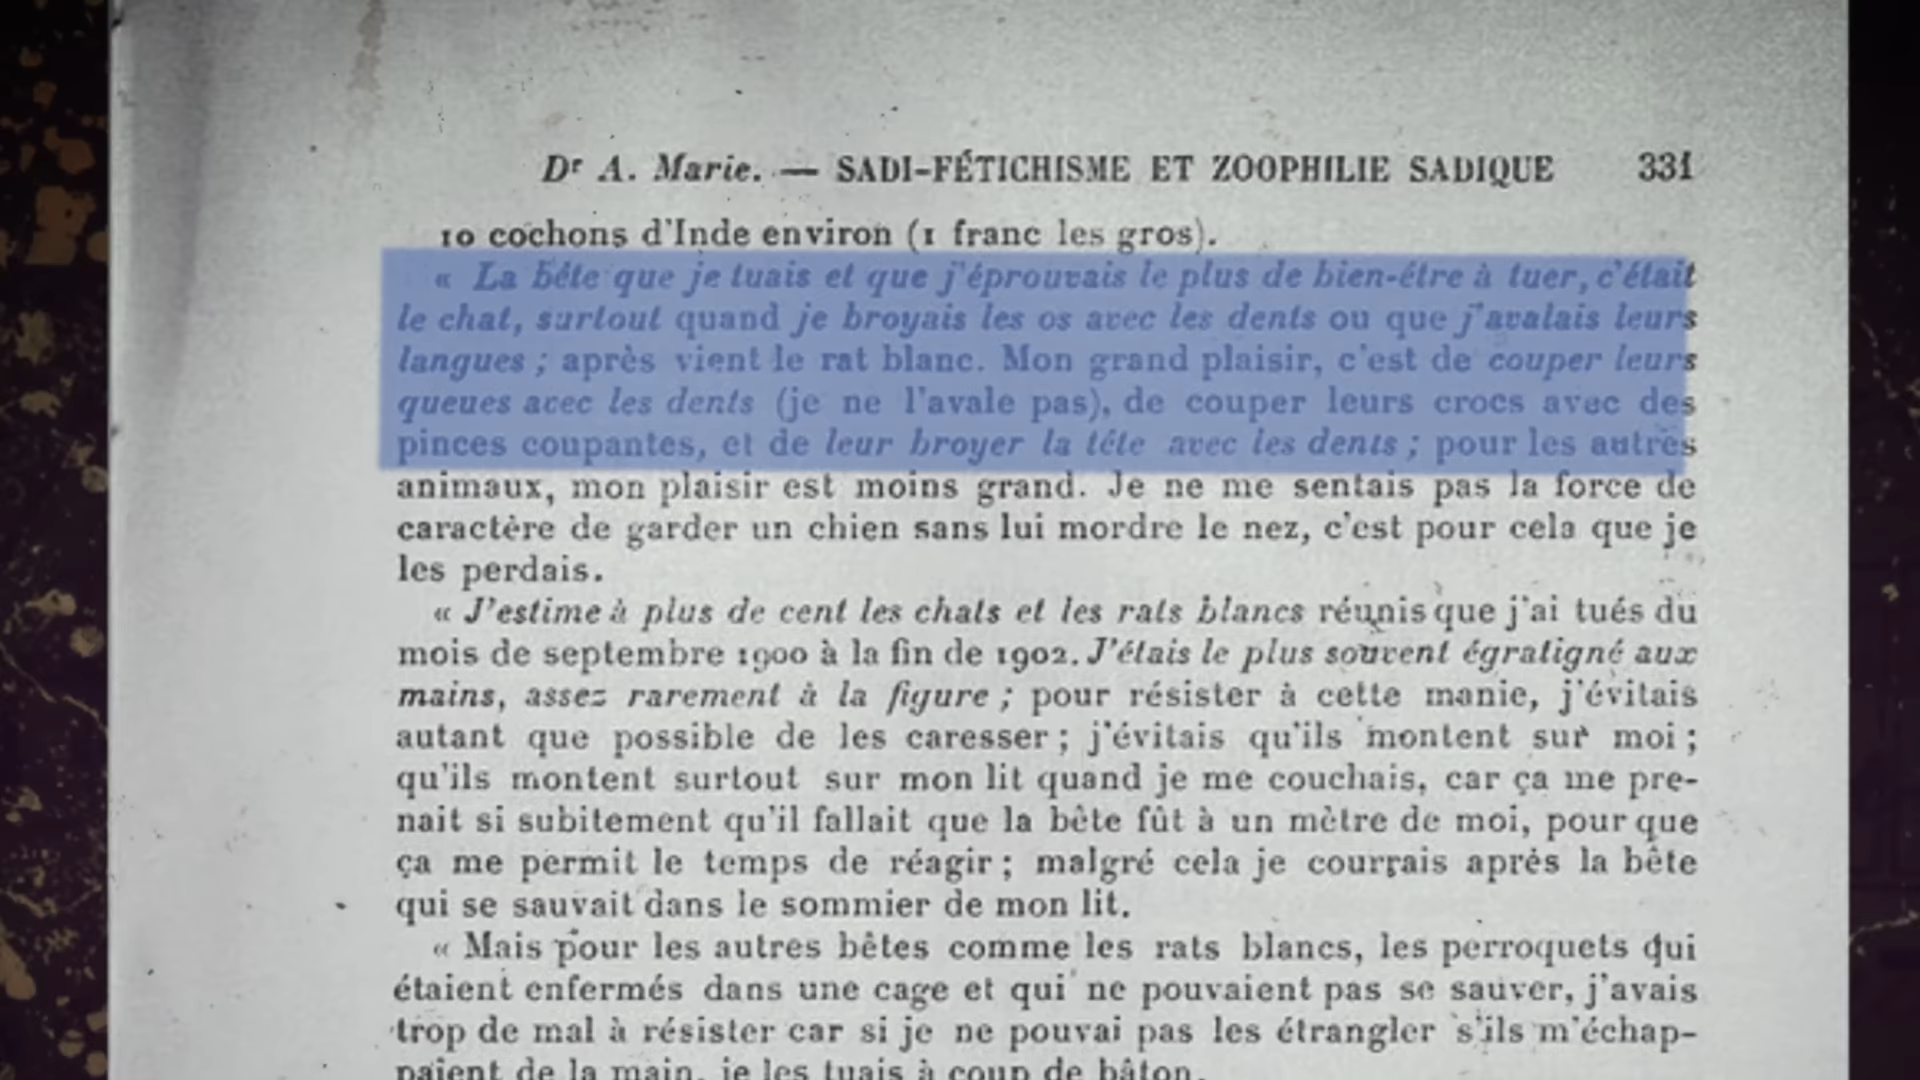 Dr A. Marie. — SADI-FÉTICHISME ET ZOOPHILIE SADIQUE 331
10 cochons d'Inde environ (1 franc les gros).
« La bête que je tuais et que j'éprouvais le plus de bien-être à tuer, c'était
le chat, surtout quand je broyais les os avec les dents ou que j'avalais leurs
langues ; après vient le rat blanc. Mon grand plaisir, c'est de couper leurs
queues avec les dents (je ne l'avale pas), de couper leurs crocs avec des
pinces coupantes, et de leur broyer la tête avec les dents ; pour les autres
animaux, mon plaisir est moins grand. Je ne me sentais pas la force de
caractère de garder un chien sans lui mordre le nez, c'est pour cela que je
les perdais.
« J'estime à plus de cent les chats et les rats blancs réunis que j'ai tués du
mois de septembre 1900 à la fin de 1902. J'étais le plus souvent égratigné aux
mains, assez rarement à la figure ; pour résister à cette manie, j'évitais
autant que possible de les caresser ; j'évitais qu'ils montent sur moi ;
qu'ils montent surtout sur mon lit quand je me couchais, car ça me pre-
nait si subitement qu'il fallait que la bête fût à un mètre de moi, pour que
ça me permit le temps de réagir ; malgré cela je courrais après la bête
qui se sauvait dans le sommier de mon lit.
« Mais pour les autres bêtes comme les rats blancs, les perroquets qui
étaient enfermés dans une cage et qui ne pouvaient pas se sauver, j'avais
trop de mal à résister car si je ne pouvai pas les étrangler s'ils m'échap-
paient de la main, je les tuais à coup de bâton.